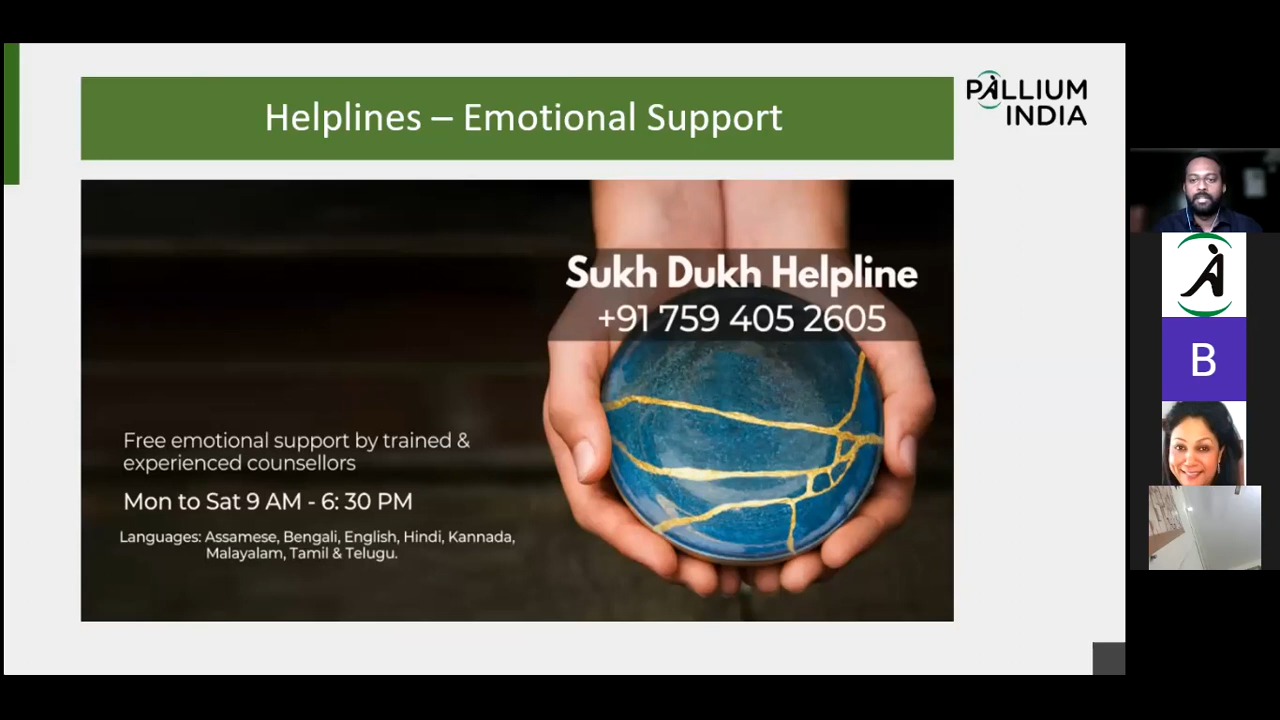 Helplines – Emotional Support
PALLIUM
INDIA
Sukh Dukh Helpline
+91 759 405 2605
Free emotional support by trained &
experienced counsellors
Mon to Sat 9 AM - 6: 30 PM
Languages: Assamese, Bengali, English, Hindi, Kannada,
Malayalam, Tamil & Telugu.
B